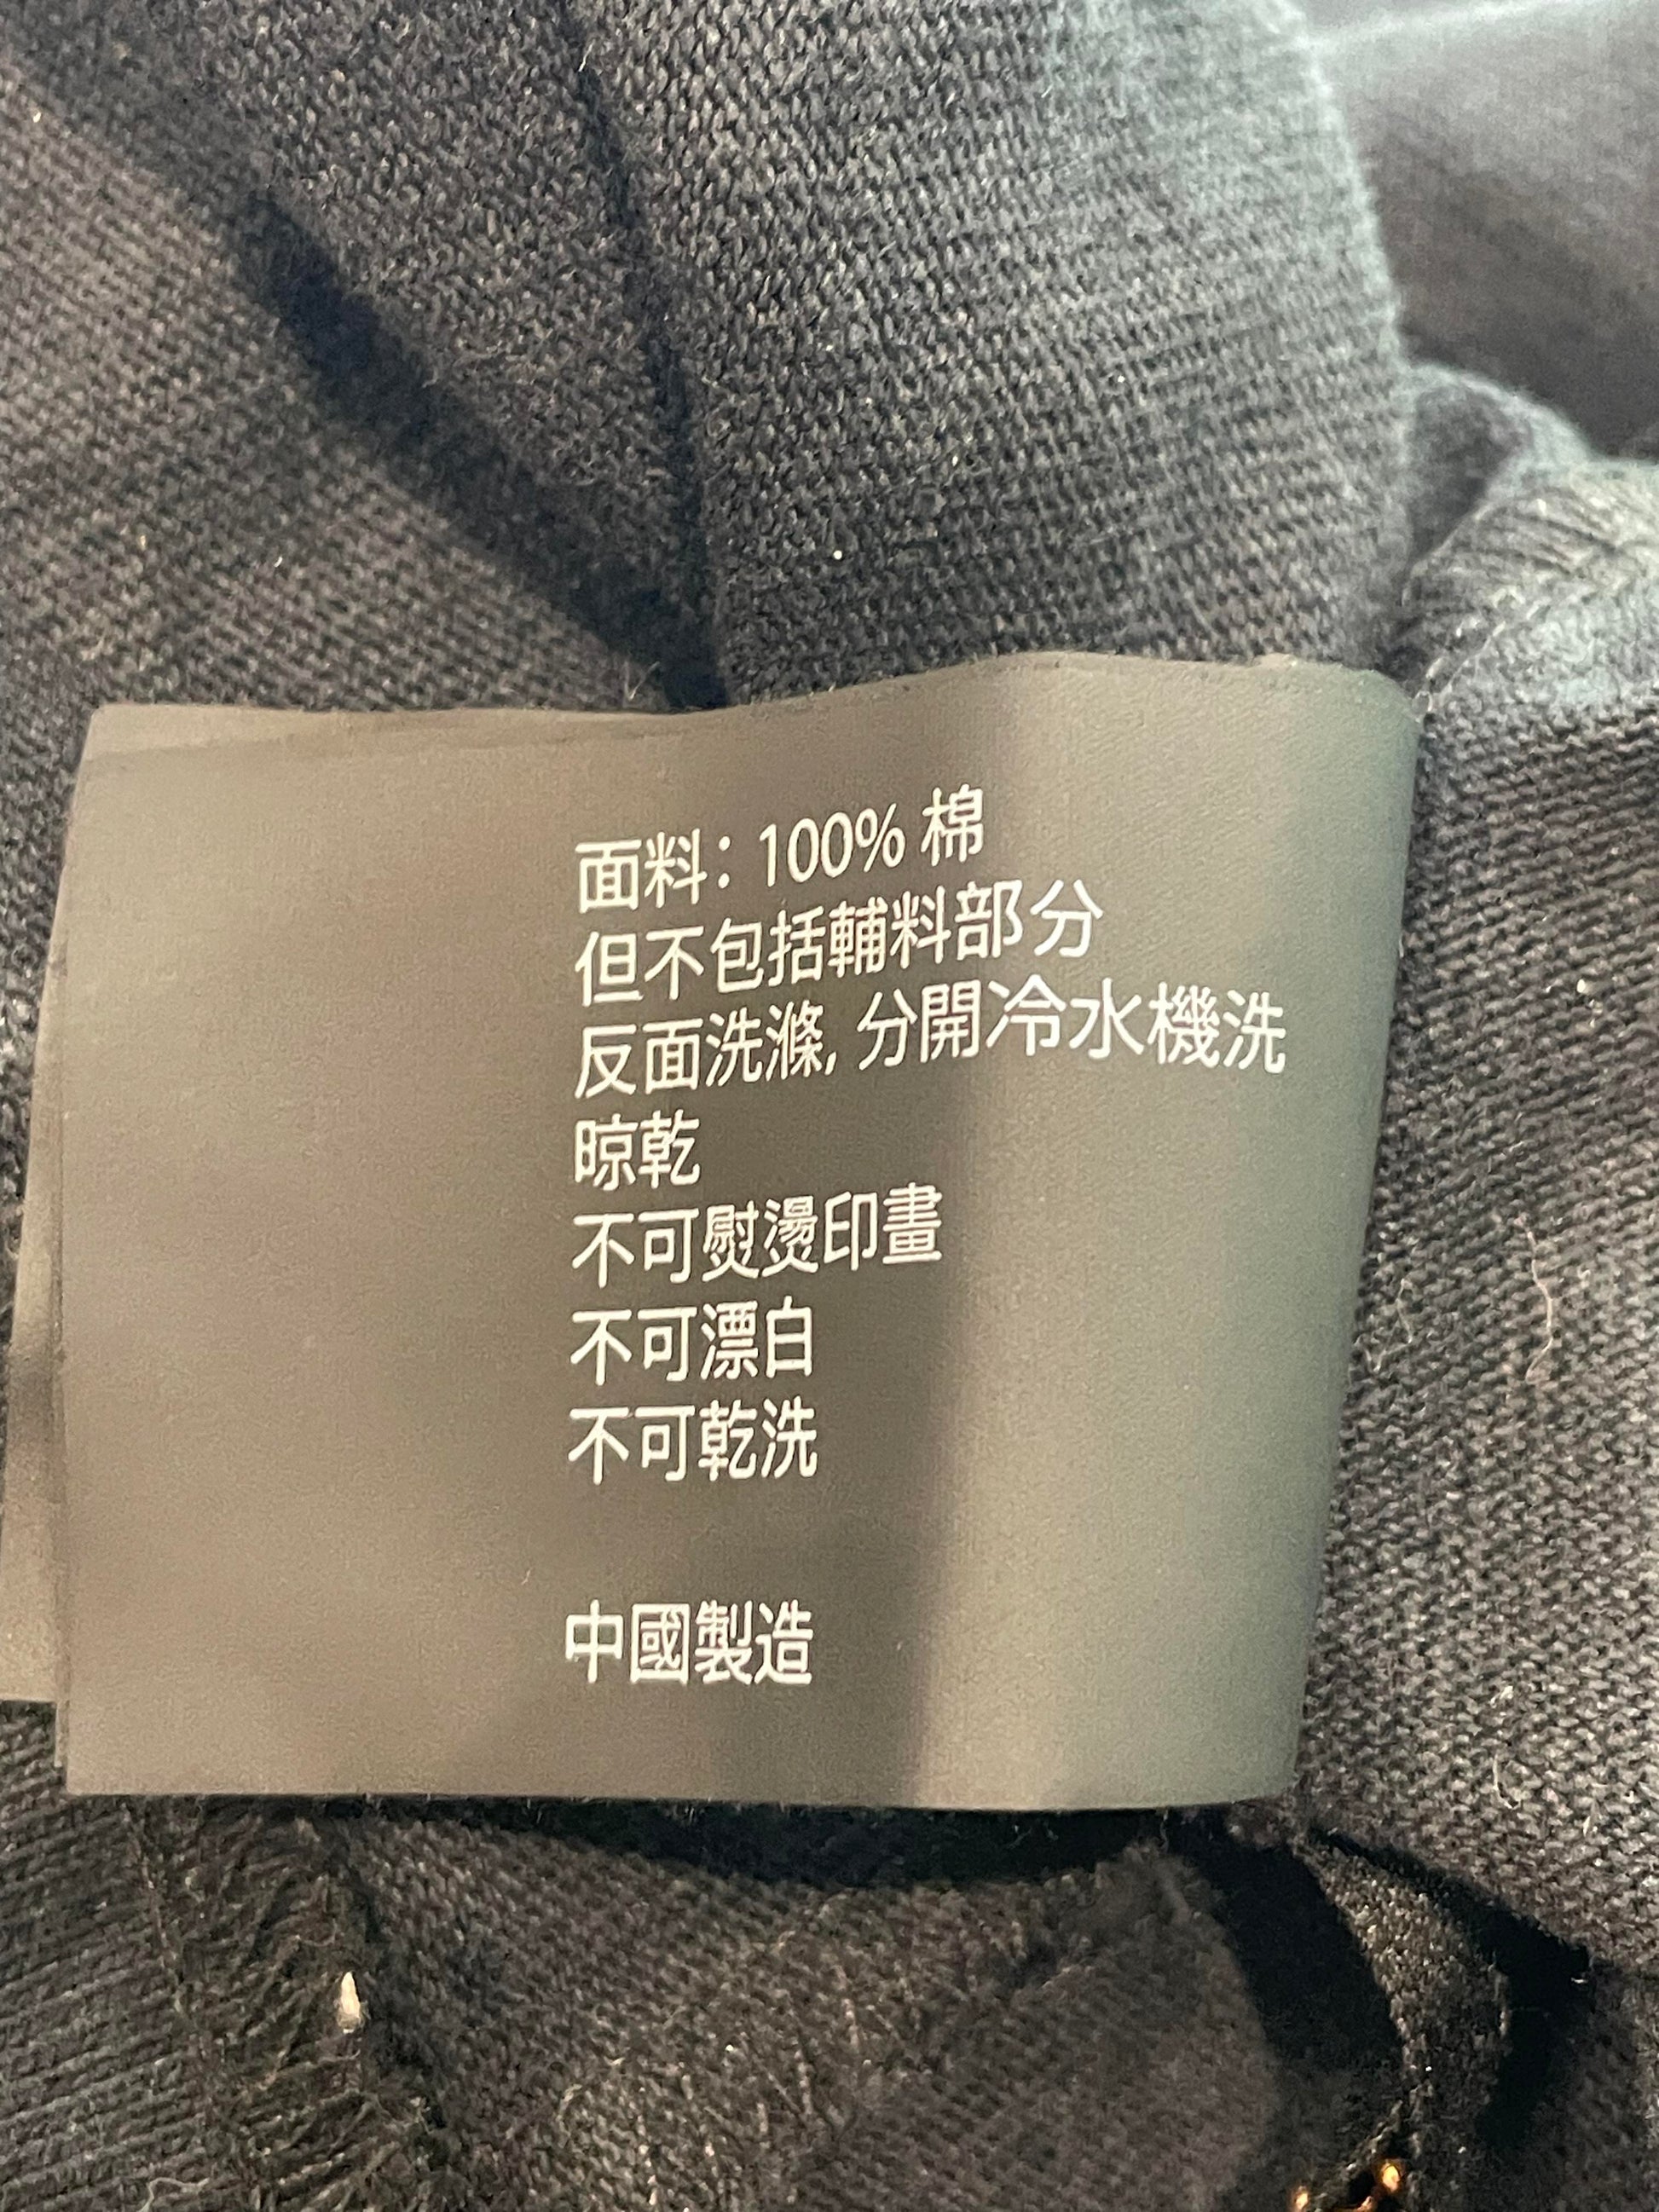 面料：100% 棉
但不包括輔料部分
反面洗滌, 分開冷水機洗
晾乾
不可熨燙印畫
不可漂白
不可乾洗
中國製造